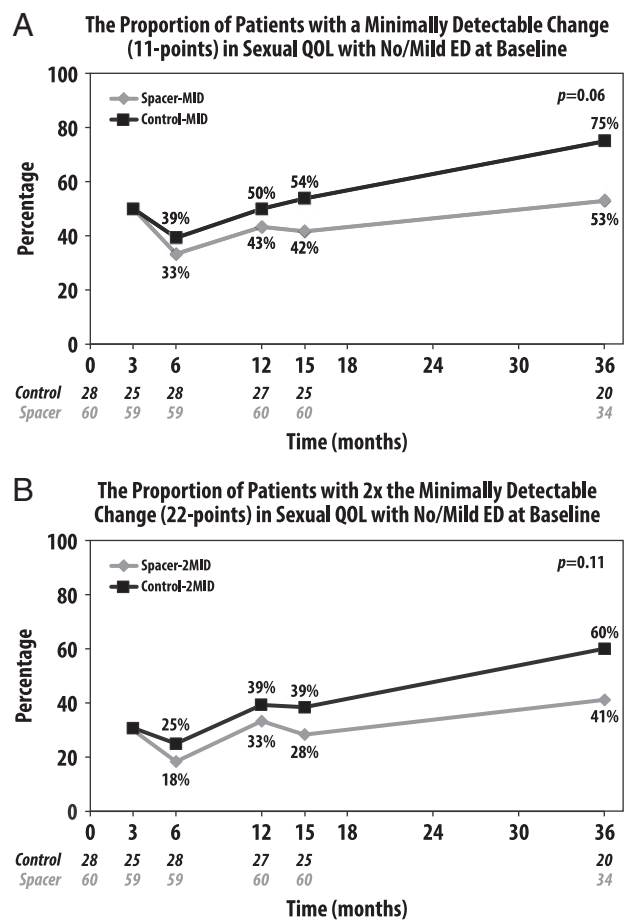 A
The Proportion of Patients with a Minimally Detectable Change
(11-points) in Sexual QOL with No/Mild ED at Baseline
100
80
60
40
20
0
Percentage
Spacer-MID
Control-MID
p=0.06
39%
50%
54%
75%
33%
43%
42%
53%
0 3 6 12 15 18 24 30 36
Control 28 25 28 27 25 20
Spacer 60 59 59 60 60 34
Time (months)
B
The Proportion of Patients with 2x the Minimally Detectable
Change (22-points) in Sexual QOL with No/Mild ED at Baseline
100
80
60
40
20
0
Percentage
Spacer-2MID
Control-2MID
p=0.11
25%
39%
39%
60%
18%
33%
28%
41%
0 3 6 12 15 18 24 30 36
Control 28 25 28 27 25 20
Spacer 60 59 59 60 60 34
Time (months)